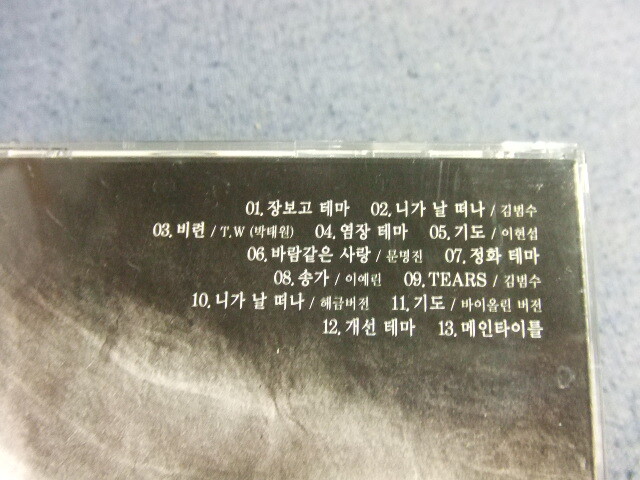 01. 장보고 테마 02. 니가 날 떠나 / 김범수
03. 비련 / T.W (박태원) 04. 염장 테마 05. 기도 / 이현섭
06. 바람같은 사랑 / 문명진 07. 정화 테마
08. 송가 / 이예린 09. TEARS / 김범수
10. 니가 날 떠나 / 해금버전 11. 기도 / 바이올린 버전
12. 개선 테마 13. 메인타이틀